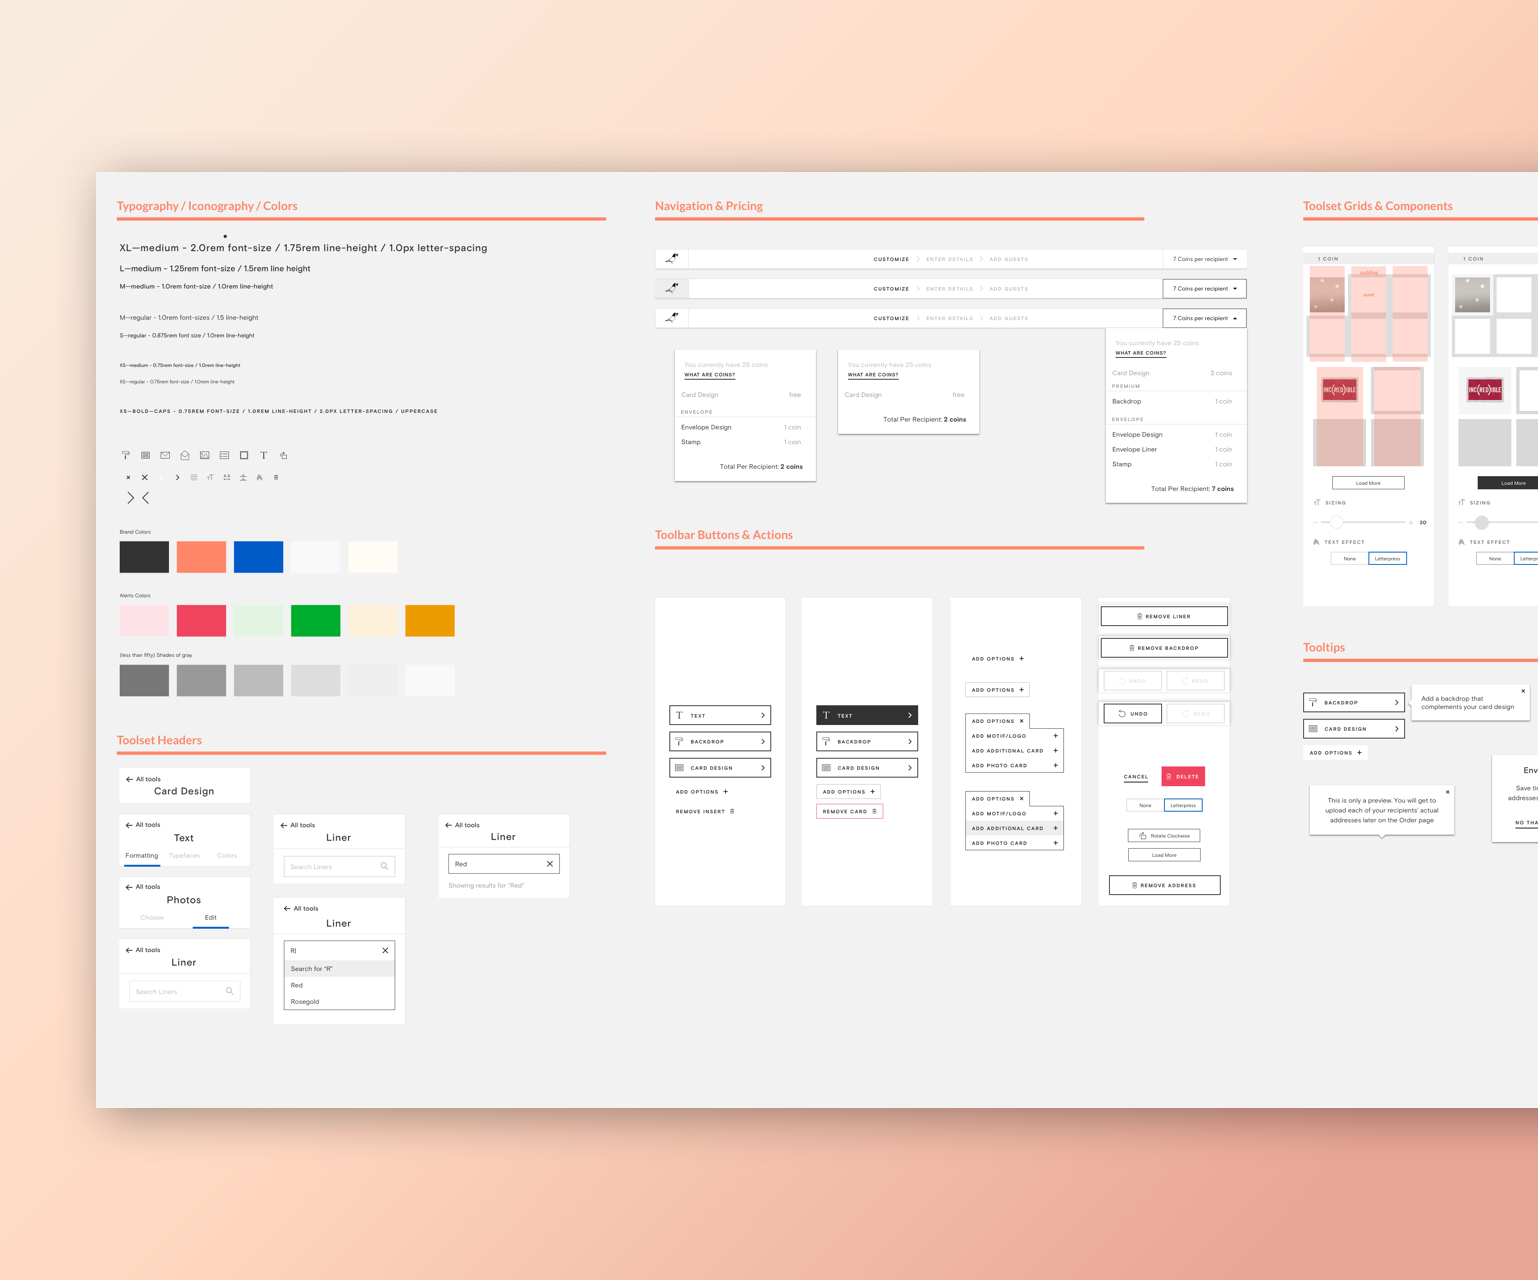 Typography / Iconography / Colors
XL—medium - 2.0rem font-size / 1.75rem line-height / 1.0px letter-spacing
L—medium - 1.25rem font-size / 1.5rem line height
M—medium - 1.0rem font-size / 1.0rem line-height
M—regular - 1.0rem font-sizes / 1.5 line-height
S—regular - 0.875rem font size / 1.0rem line-height
XS—medium - 0.75rem font-size / 1.0rem line-height
XS—regular - 0.75rem font-size / 1.0rem line-height
XS—BOLD—CAPS - 0.75REM FONT-SIZE / 1.0REM LINE-HEIGHT / 2.0PX LETTER-SPACING / UPPERCASE
Brand Colors
Alerts Colors
(less than fifty) Shades of gray
Toolset Headers
All tools
Card Design
All tools
Text
Formatting Typefaces Colors
All tools
Photos
Choose Edit
All tools
Liner
Search Liners
All tools
Liner
Search Liners
All tools
Liner
R|
Search for "R"
Red
Rosegold
All tools
Liner
Red
Showing results for "Red"
Navigation & Pricing
CUSTOMIZE ENTER DETAILS ADD GUESTS 7 Coins per recipient
CUSTOMIZE ENTER DETAILS ADD GUESTS 7 Coins per recipient
CUSTOMIZE ENTER DETAILS ADD GUESTS 7 Coins per recipient
You currently have 25 coins
WHAT ARE COINS?
Card Design free
ENVELOPE
Envelope Design 1 coin
Stamp 1 coin
Total Per Recipient: 2 coins
You currently have 25 coins
WHAT ARE COINS?
Card Design free
Total Per Recipient: 2 coins
You currently have 25 coins
WHAT ARE COINS?
Card Design 3 coins
PREMIUM
Backdrop 1 coin
ENVELOPE
Envelope Design 1 coin
Envelope Liner 1 coin
Stamp 1 coin
Total Per Recipient: 7 coins
Toolbar Buttons & Actions
TEXT
BACKDROP
CARD DESIGN
ADD OPTIONS +
REMOVE INSERT
TEXT
BACKDROP
CARD DESIGN
ADD OPTIONS +
REMOVE CARD
ADD OPTIONS +
ADD OPTIONS +
ADD OPTIONS ×
ADD MOTIF/LOGO +
ADD ADDITIONAL CARD +
ADD PHOTO CARD +
ADD OPTIONS ×
ADD MOTIF/LOGO +
ADD ADDITIONAL CARD +
ADD PHOTO CARD +
REMOVE LINER
REMOVE BACKDROP
UNDO REDO
UNDO REDO
CANCEL DELETE
None Letterpress
Rotate Clockwise
Load More
REMOVE ADDRESS
Toolset Grids & Components
1 COIN
padding
INC(RED)IBLE
Load More
SIZING
20
TEXT EFFECT
None Letterpress
1 COIN
INC(RED)IBLE
Load More
SIZING
TEXT EFFECT
None Letterpr
Tooltips
BACKDROP
CARD DESIGN
ADD OPTIONS +
Add a backdrop that
complements your card design
This is only a preview. You will get to
upload each of your recipients' actual
addresses later on the Order page
Env
Save ti
addresse
NO THA